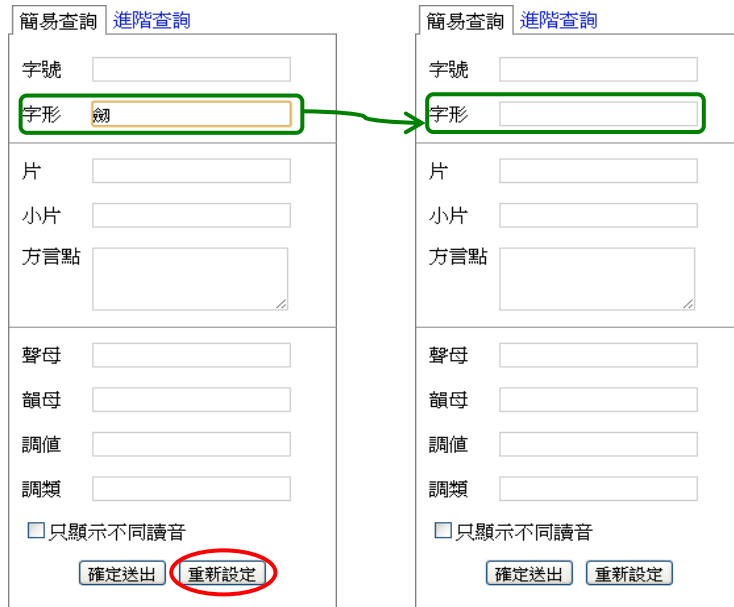 簡易查詢 進階查詢
字號
字形 劒
片
小片
方言點
聲母
韻母
調值
調類
只顯示不同讀音
確定送出 重新設定
簡易查詢 進階查詢
字號
字形
片
小片
方言點
聲母
韻母
調值
調類
只顯示不同讀音
確定送出 重新設定